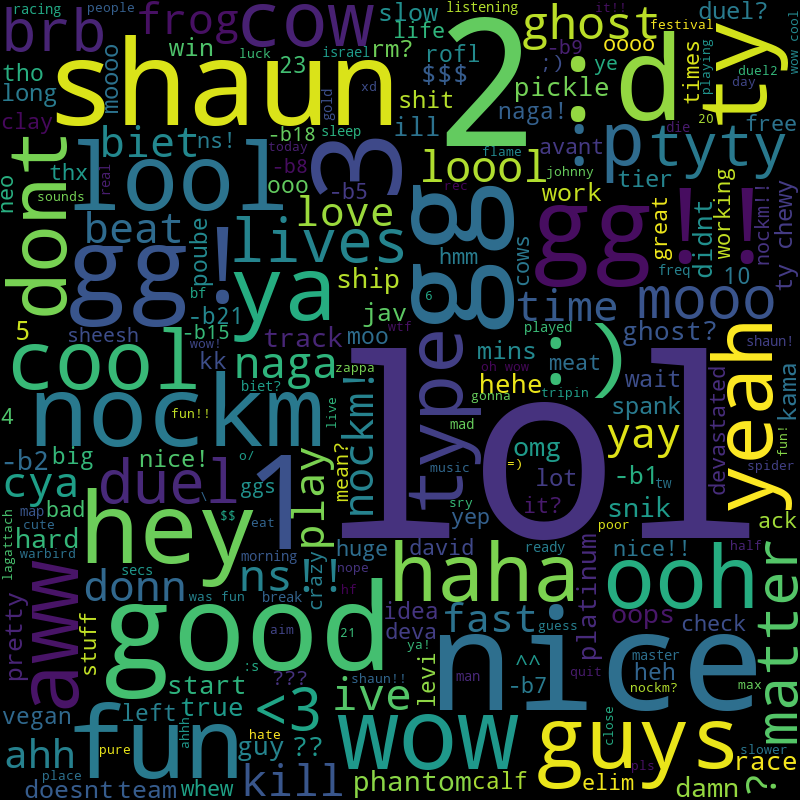 racing people frog cow slow listening it!! festival
brb life ghost duel? wow cool
tho win luck israel rm? rofl -b9 oooo ;) ye times playing duel2
long moooo shaun 23 $$$ 2 :d ty day
shit pickle naga! xd gold 20
clay biet ns! -b18 sleep ill avant ptyty free die
neo thx lool ooo -b8 today 3 loool flame johnny tier
dont sounds real -b5 rec work working nockm!!
beat love gg gg!! great didnt ty chewy
poube gg! lives hmm cows freq
bf ya ship 6 time mooo
5 sheesh -b21 -b15 wow! track jav played :) ghost? shaun!
cool kk naga moo wtf type mins oh wow meat wait devastated yeah kama
zappa hehe gonna tripin
nockm biet? nockm! lol spank fun!
4 fun!! live mad omg yay
-b2 big nice! o/ 1 mean? music =) lot -b1 tw spider
cya duel ggs play sry it? snik
lagattach map bad \ $$ eat yep poor ack
hard cute hey crazy huge david ready nice!! half
warbird secs morning nope haha ooh
pretty aww donn ns!! was fun break hf idea platinum oops matter
good aim 21 deva fast guess check
stuff ya! nice master
:s ??? shaun!! levi ^^ man heh quit
start <3 ive -b7 nockm? max
vegan left true wow guys close
fun ahhh guy ?? hate slower
ahh pure race
place whew kill phantom calf elim pls damn ?
doesnt team